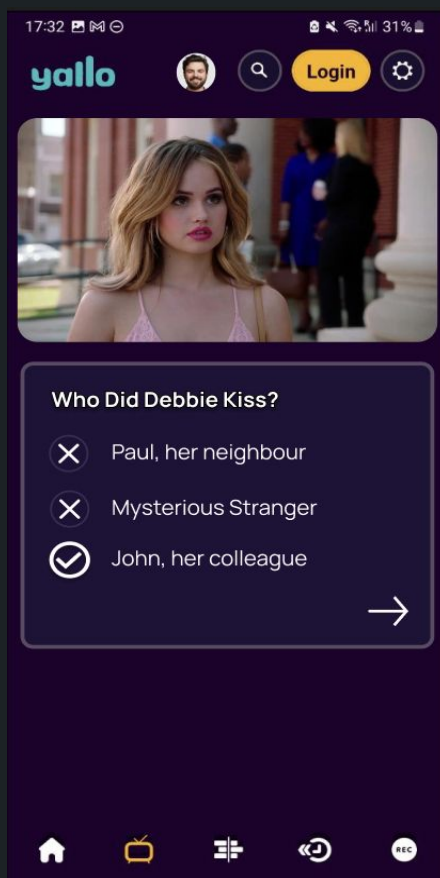 17:32
31%
yallo
Login
Who Did Debbie Kiss?
Paul, her neighbour
Mysterious Stranger
John, her colleague
REC